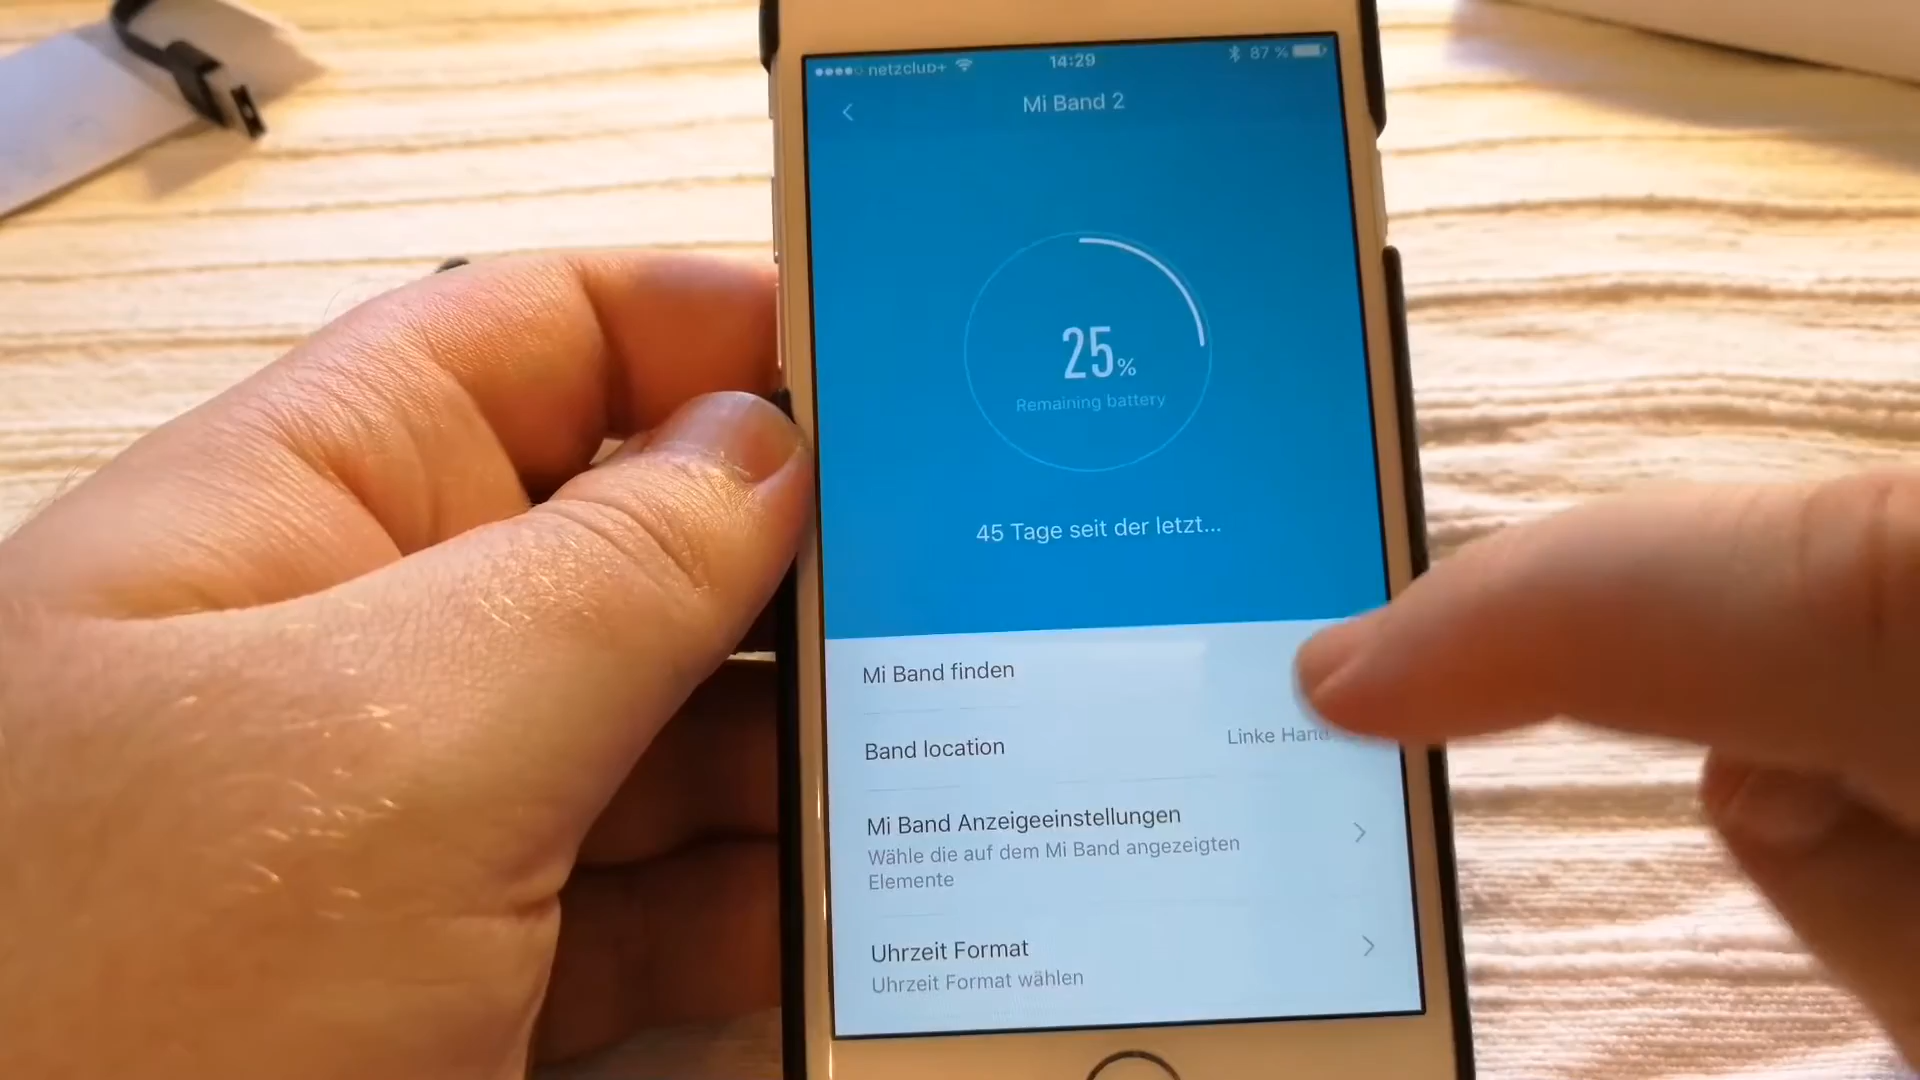 netzclub+ 14:29 87 %
Mi Band 2
25%
Remaining battery
45 Tage seit der letzt...
Mi Band finden
Band location Linke Hand
Mi Band Anzeigeeinstellungen
Wähle die auf dem Mi Band angezeigten
Elemente
Uhrzeit Format
Uhrzeit Format wählen